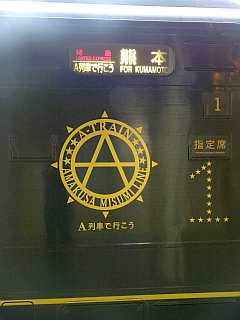 特急 熊本
LIMITED EXPRESS
A列車で行こう FOR KUMAMOTO
1
指定席
A-TRAIN
A
AMAKUSA MISUMI LINE
A列車で行こう
1